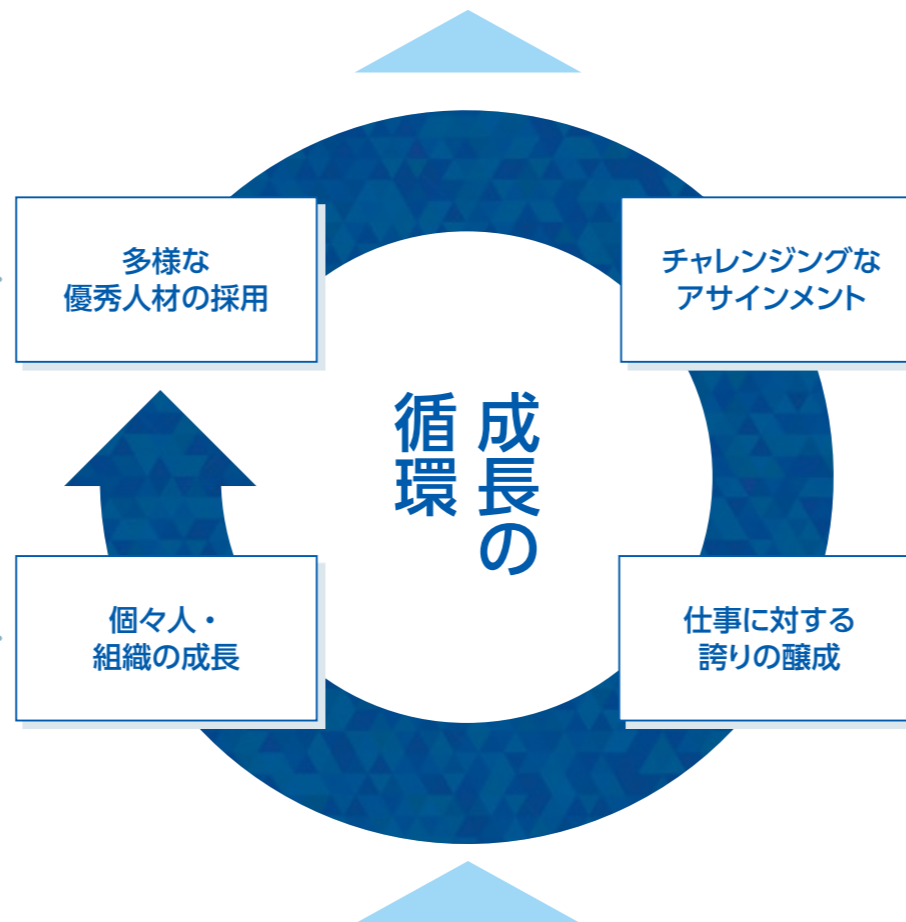 多様な
優秀人材の採用
チャレンジングな
アサインメント
成長の
循環
個々人・
組織の成長
仕事に対する
誇りの醸成